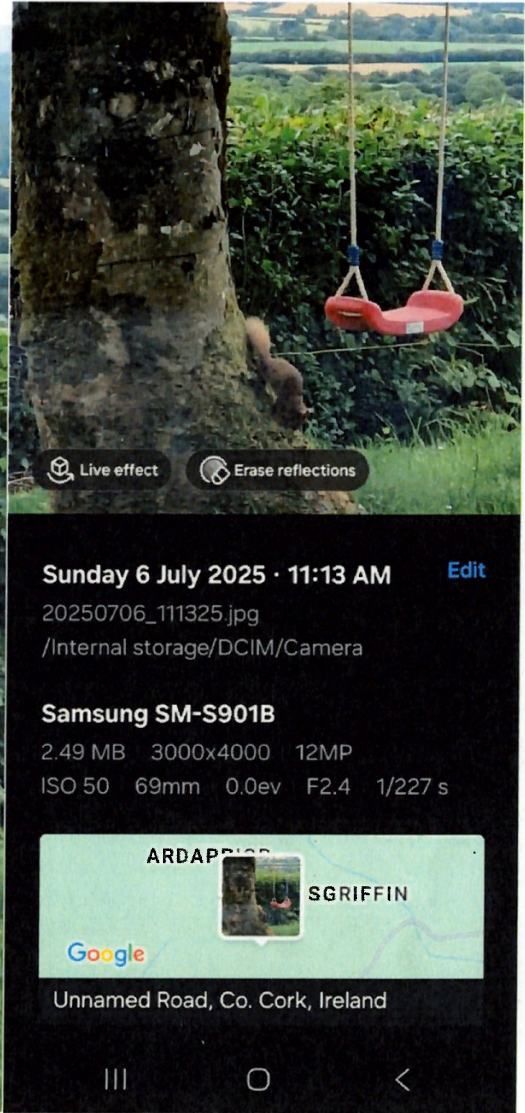 Live effect
Erase reflections
Sunday 6 July 2025 · 11:13 AM
Edit
20250706_111325.jpg
/Internal storage/DCIM/Camera
Samsung SM-S901B
2.49 MB 3000x4000 12MP
ISO 50 69mm 0.0ev F2.4 1/227 s
SGRIFFIN
Google
Unnamed Road, Co. Cork, Ireland